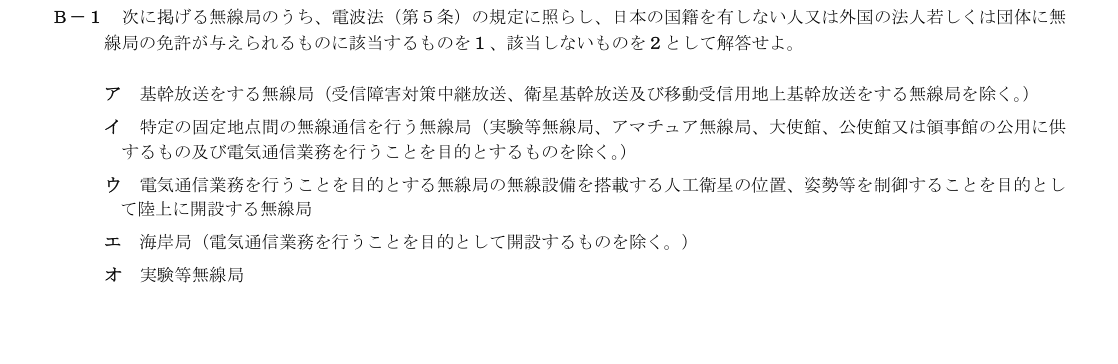 B－1　次に掲げる無線局のうち、電波法（第５条）の規定に照らし、日本の国籍を有しない人又は外国の法人若しくは団体に無
線局の免許が与えられるものに該当するものを1、該当しないものを2として解答せよ。
ア　基幹放送をする無線局（受信障害対策中継放送、衛星基幹放送及び移動受信用地上基幹放送をする無線局を除く。）
イ　特定の固定地点間の無線通信を行う無線局（実験等無線局、アマチュア無線局、大使館、公使館又は領事館の公用に供
するもの及び電気通信業務を行うことを目的とするものを除く。）
ウ　電気通信業務を行うことを目的とする無線局の無線設備を搭載する人工衛星の位置、姿勢等を制御することを目的とし
て陸上に開設する無線局
エ　海岸局（電気通信業務を行うことを目的として開設するものを除く。）
オ　実験等無線局